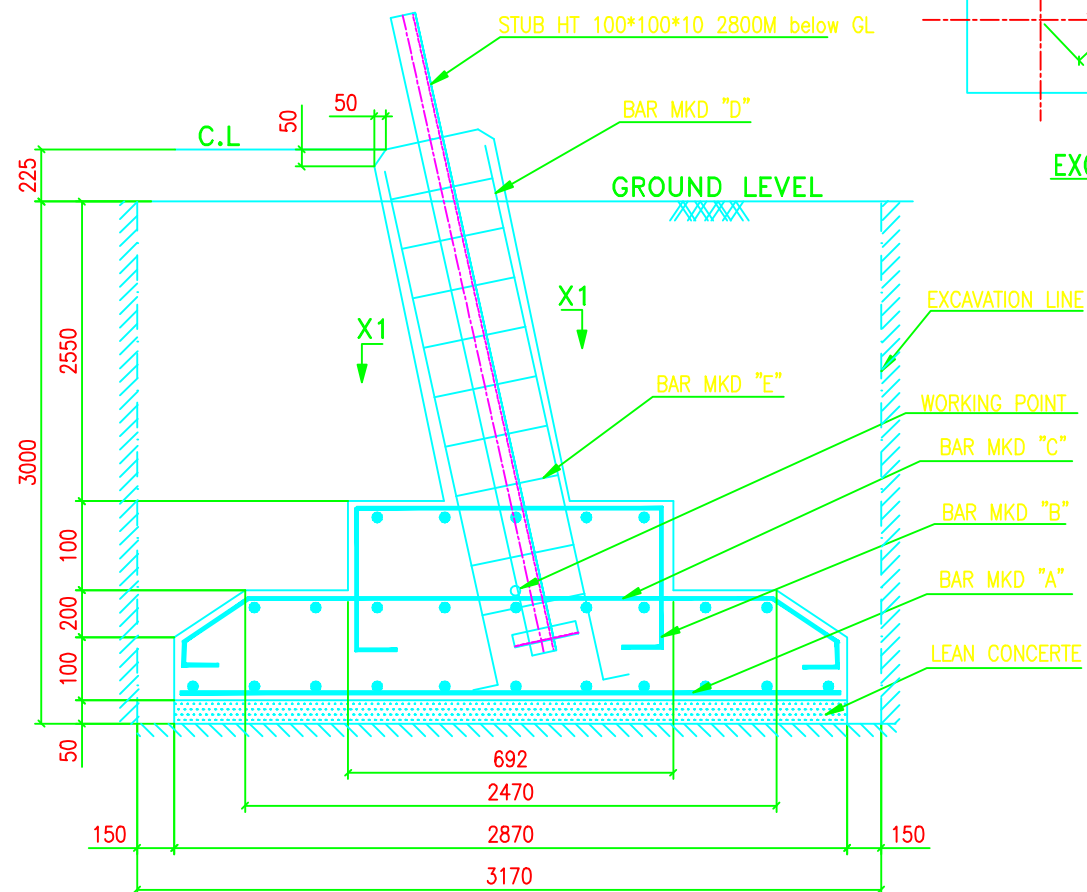 STUB HT 100*100*10 2800M below GL
50
BAR MKD "D"
50
C.L
EXC
225
GROUND LEVEL
X1
X1
EXCAVATION LINE
2550
BAR MKD "E"
WORKING POINT
3000
BAR MKD "C"
BAR MKD "B"
100
BAR MKD "A"
200
LEAN CONCERTE
100
50
692
2470
150
2870
150
3170